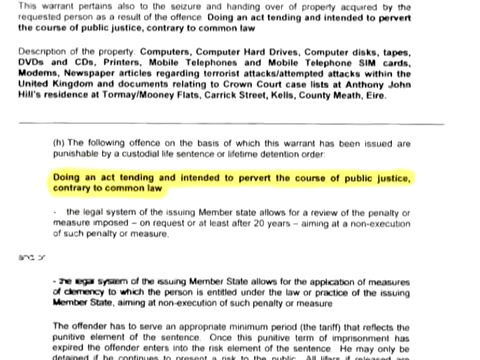 This warrant pertains also to the seizure and handing over of property acquired by the
requested person as a result of the offence Doing an act tending and intended to pervert
the course of public justice, contrary to common law
Description of the property: Computers, Computer Hard Drives, Computer disks, tapes,
DVDs and CDs, Printers, Mobile Telephones and Mobile Telephone SIM cards,
Modems, Newspaper articles regarding terrorist attacks/attempted attacks within the
United Kingdom and documents relating to Crown Court case lists at Anthony John
Hill's residence at Tormay/Mooney Flats, Carrick Street, Kells, County Meath, Eire.
(h) The following offence on the basis of which this warrant has been issued are
punishable by a custodial life sentence or lifetime detention order:
Doing an act tending and intended to pervert the course of public justice,
contrary to common law
- the legal system of the issuing Member state allows for a review of the penalty or
measure imposed – on request or at least after 20 years – aiming at a non-execution
of such penalty or measure.
- the legal system of the issuing Member State allows for the application of measures
of clemency to which the person is entitled under the law or practice of the issuing
Member State, aiming at non-execution of such penalty or measure
The offender has to serve an appropriate minimum period (the tariff) that reflects the
punitive element of the sentence. Once this punitive term of imprisonment has
expired the offender enters into the risk element of the sentence. He may only be
detained if he continues to present a risk to the public. All lifers if released are